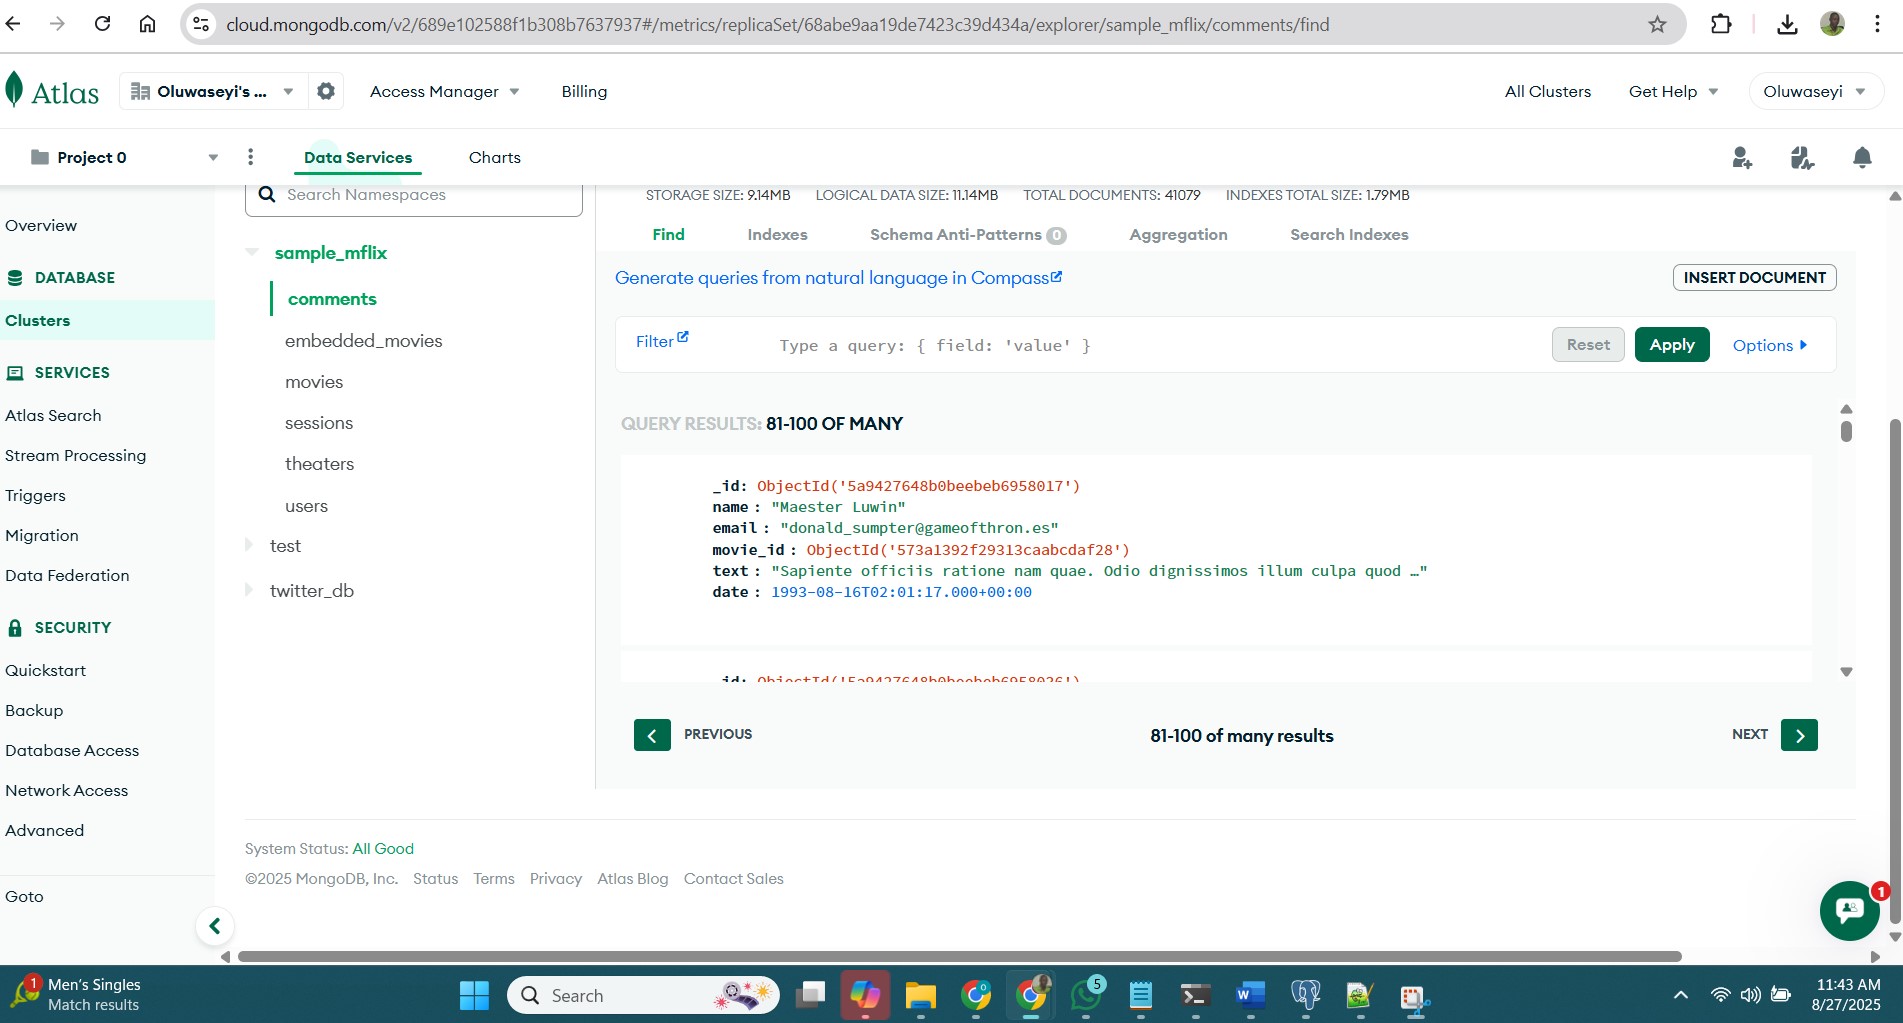 cloud.mongodb.com/v2/689e102588f1b308b7637937#/metrics/replicaSet/68abe9aa19de7423c39d434a/explorer/sample_mflix/comments/find
Atlas
Oluwaseyi's ...
Access Manager
Billing
All Clusters
Get Help
Oluwaseyi
Project 0
Data Services
Charts
Overview
DATABASE
Clusters
SERVICES
Atlas Search
Stream Processing
Triggers
Migration
Data Federation
SECURITY
Quickstart
Backup
Database Access
Network Access
Advanced
Goto
Search Namespaces
sample_mflix
comments
embedded_movies
movies
sessions
theaters
users
test
twitter_db
STORAGE SIZE: 9.14MB LOGICAL DATA SIZE: 11.14MB TOTAL DOCUMENTS: 41079 INDEXES TOTAL SIZE: 1.79MB
Find Indexes Schema Anti-Patterns 0 Aggregation Search Indexes
Generate queries from natural language in Compass
INSERT DOCUMENT
Filter
Type a query: { field: 'value' }
Reset
Apply
Options
QUERY RESULTS: 81-100 OF MANY
_id: ObjectId('5a9427648b0beebeb6958017')
name : "Maester Luwin"
email : "donald_sumpter@gameofthron.es"
movie_id : ObjectId('573a1392f29313caabcdaf28')
text : "Sapiente officiis ratione nam quae. Odio dignissimos illum culpa quod …"
date : 1993-08-16T02:01:17.000+00:00
_id: ObjectId('5a9427648b0beebeb6958026')
PREVIOUS
81-100 of many results
NEXT
System Status: All Good
©2025 MongoDB, Inc. Status Terms Privacy Atlas Blog Contact Sales
1
1
Men's Singles
Match results
Search
5
11:43 AM
8/27/2025